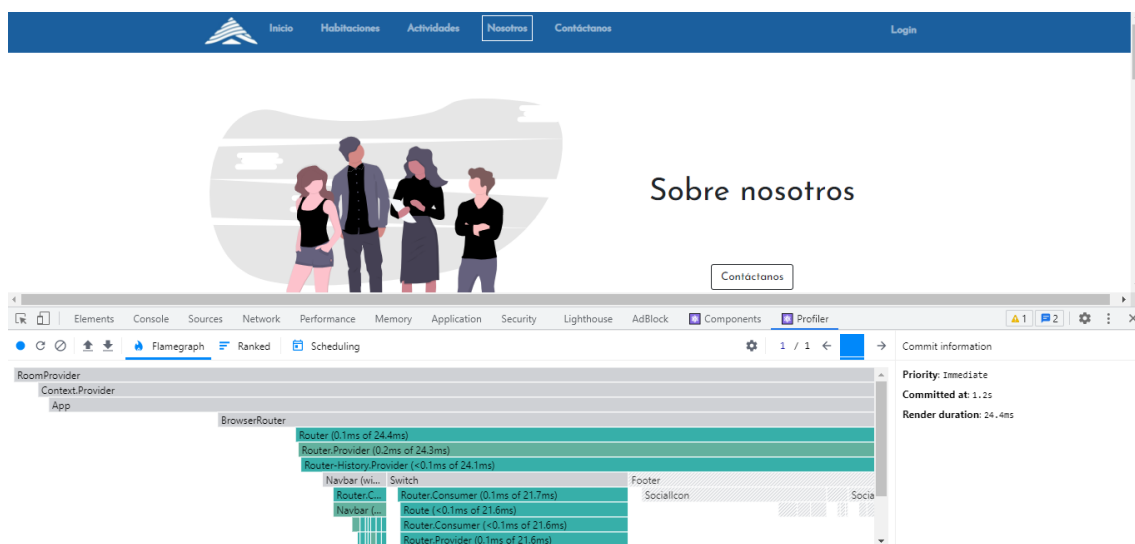 Inicio Habitaciones Actividades Nosotros Contáctanos Login
Sobre nosotros
Contáctanos
Elements Console Sources Network Performance Memory Application Security Lighthouse AdBlock Components Profiler 1 2
Flamegraph Ranked Scheduling 1 / 1 Commit information
RoomProvider
Context.Provider
App
BrowserRouter
Router (0.1ms of 24.4ms)
Router.Provider (0.2ms of 24.3ms)
Router-History.Provider (<0.1ms of 24.1ms)
Navbar (wi... Switch Footer
Router.C... Router.Consumer (0.1ms of 21.7ms) SocialIcon Socia
Navbar (... Route (<0.1ms of 21.6ms)
Router.Consumer (<0.1ms of 21.6ms)
Router.Provider (0.1ms of 21.6ms)
Priority: Immediate
Committed at: 1.2s
Render duration: 24.4ms